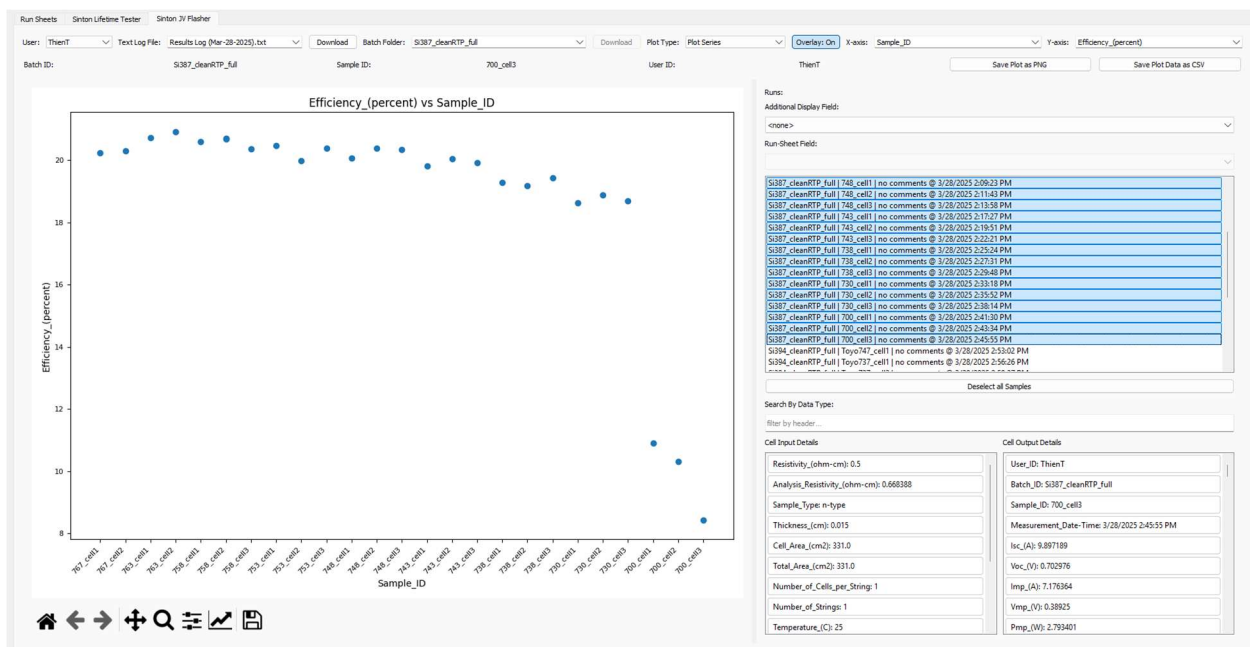 Run Sheets Sinton Lifetime Tester Sinton JV Flasher
User: ThienT Text Log File: Results Log (Mar-28-2025).txt Download Batch Folder: Si387_cleanRTP_full Download Plot Type: Plot Series Overlay: On X-axis: Sample_ID Y-axis: Efficiency_(percent)
Batch ID: Si387_cleanRTP_full Sample ID: 700_cell3 User ID: ThienT Save Plot as PNG Save Plot Data as CSV
Efficiency_(percent) vs Sample_ID
Efficiency_(percent)
20
18
16
14
12
10
8
767_cell1 767_cell2 763_cell1 763_cell2 758_cell1 758_cell2 758_cell3 753_cell1 753_cell2 753_cell3 748_cell1 748_cell2 748_cell3 743_cell1 743_cell2 743_cell3 738_cell1 738_cell2 738_cell3 730_cell1 730_cell2 730_cell3 700_cell1 700_cell2 700_cell3
Sample_ID
Runs:
Additional Display Field:
<none>
Run-Sheet Field:
Si387_cleanRTP_full | 748_cell1 | no comments @ 3/28/2025 2:09:23 PM
Si387_cleanRTP_full | 748_cell2 | no comments @ 3/28/2025 2:11:43 PM
Si387_cleanRTP_full | 748_cell3 | no comments @ 3/28/2025 2:13:58 PM
Si387_cleanRTP_full | 743_cell1 | no comments @ 3/28/2025 2:17:27 PM
Si387_cleanRTP_full | 743_cell2 | no comments @ 3/28/2025 2:19:51 PM
Si387_cleanRTP_full | 743_cell3 | no comments @ 3/28/2025 2:22:21 PM
Si387_cleanRTP_full | 738_cell1 | no comments @ 3/28/2025 2:25:24 PM
Si387_cleanRTP_full | 738_cell2 | no comments @ 3/28/2025 2:27:31 PM
Si387_cleanRTP_full | 738_cell3 | no comments @ 3/28/2025 2:29:48 PM
Si387_cleanRTP_full | 730_cell1 | no comments @ 3/28/2025 2:33:18 PM
Si387_cleanRTP_full | 730_cell2 | no comments @ 3/28/2025 2:35:52 PM
Si387_cleanRTP_full | 730_cell3 | no comments @ 3/28/2025 2:38:14 PM
Si387_cleanRTP_full | 700_cell1 | no comments @ 3/28/2025 2:41:30 PM
Si387_cleanRTP_full | 700_cell2 | no comments @ 3/28/2025 2:43:34 PM
Si387_cleanRTP_full | 700_cell3 | no comments @ 3/28/2025 2:45:55 PM
Si394_cleanRTP_full | Toyo747_cell1 | no comments @ 3/28/2025 2:53:02 PM
Si394_cleanRTP_full | Toyo737_cell1 | no comments @ 3/28/2025 2:56:26 PM
Deselect all Samples
Search By Data Type:
filter by header...
Cell Input Details
Resistivity_(ohm-cm): 0.5
Analysis_Resistivity_(ohm-cm): 0.668388
Sample_Type: n-type
Thickness_(cm): 0.015
Cell_Area_(cm2): 331.0
Total_Area_(cm2): 331.0
Number_of_Cells_per_String: 1
Number_of_Strings: 1
Temperature_(C): 25
Cell Output Details
User_ID: ThienT
Batch_ID: Si387_cleanRTP_full
Sample_ID: 700_cell3
Measurement_Date-Time: 3/28/2025 2:45:55 PM
Isc_(A): 9.897189
Voc_(V): 0.702976
Imp_(A): 7.176364
Vmp_(V): 0.38925
Pmp_(W): 2.793401